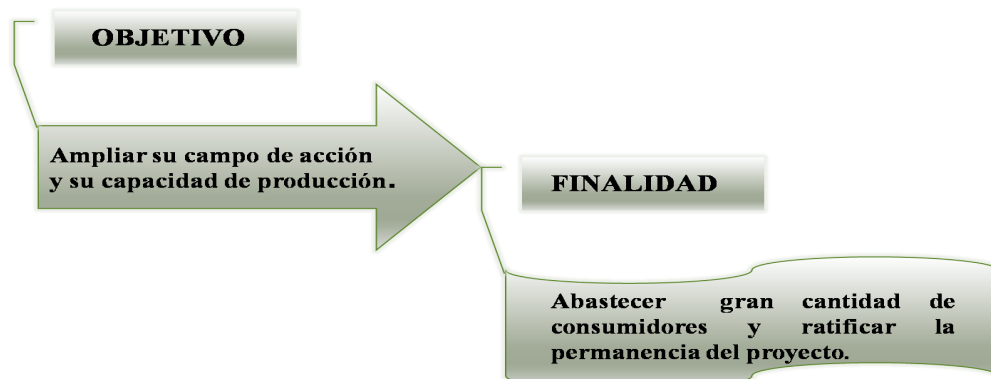 OBJETIVO
Ampliar su campo de acción
y su capacidad de producción.
FINALIDAD
Abastecer gran cantidad de
consumidores y ratificar la
permanencia del proyecto.